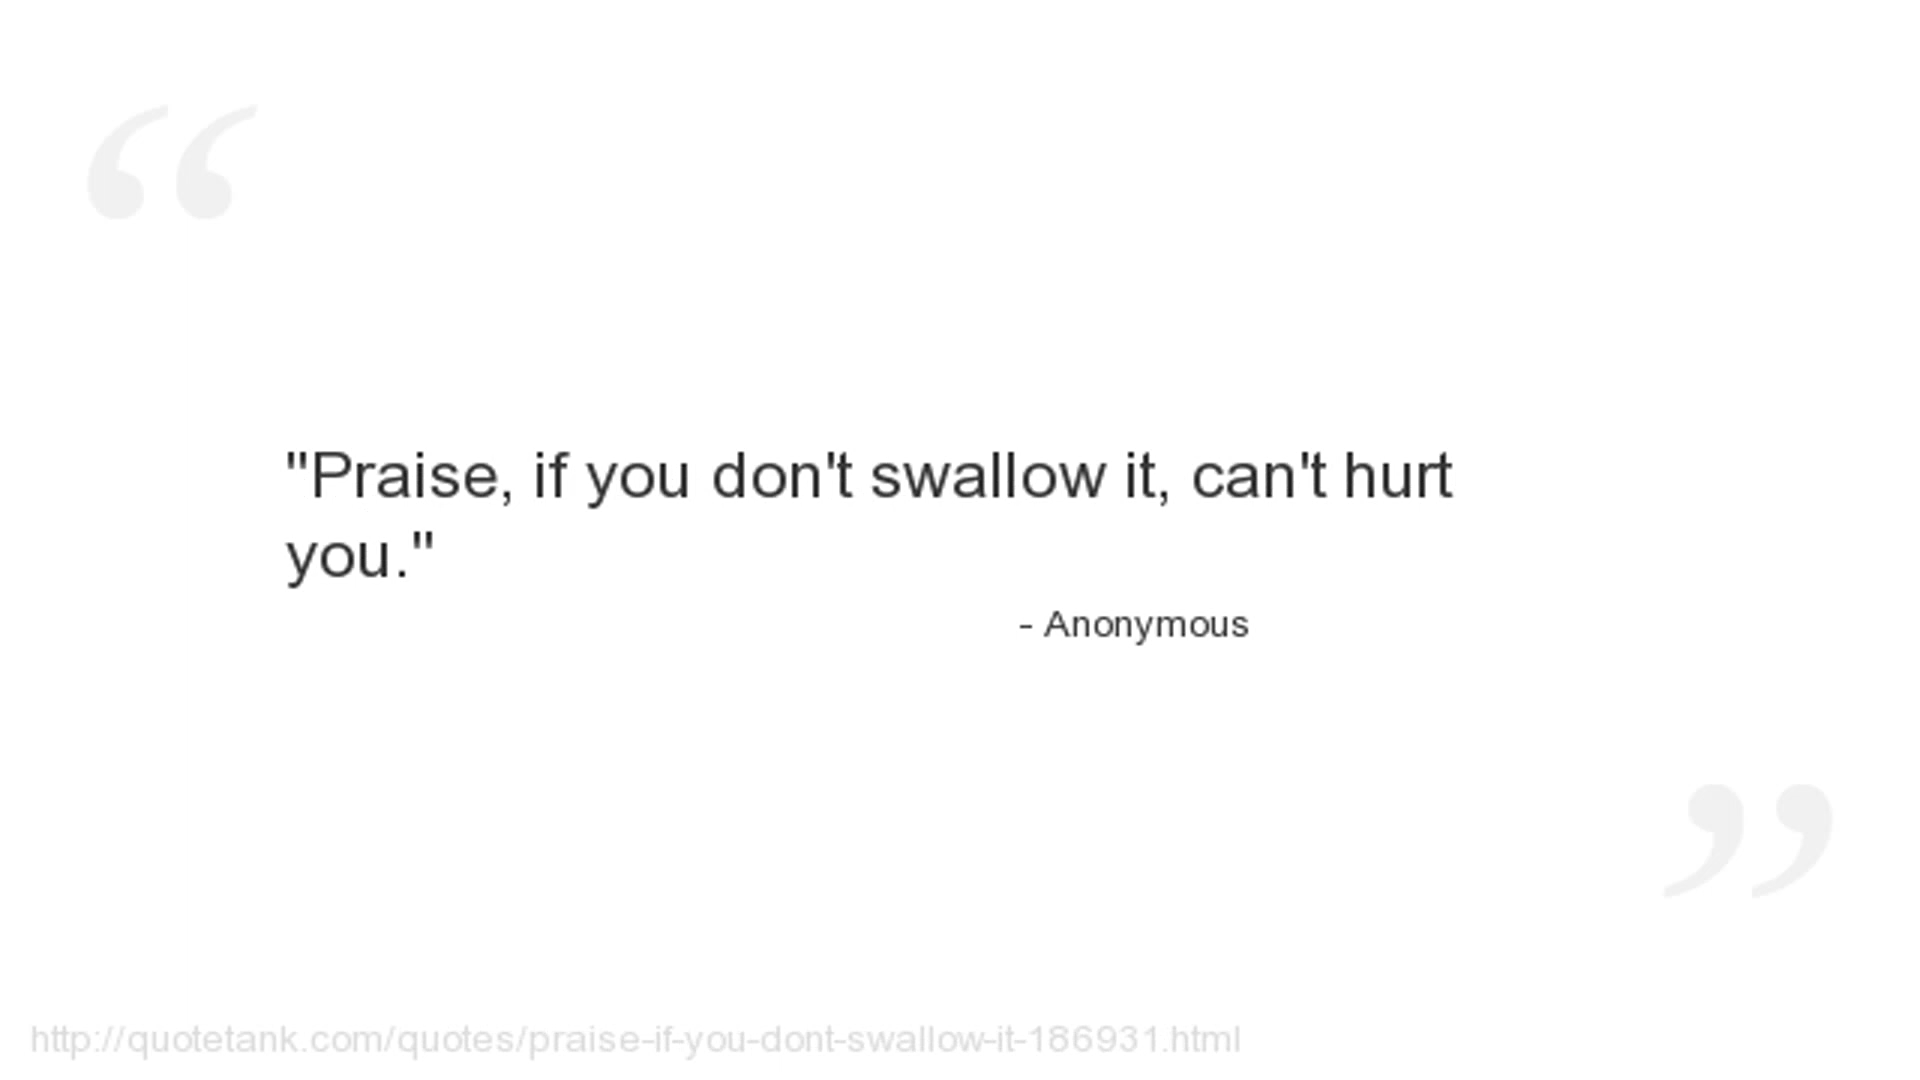 "Praise, if you don't swallow it, can't hurt
you."
- Anonymous
http://quotetank.com/quotes/praise-if-you-dont-swallow-it-186931.html